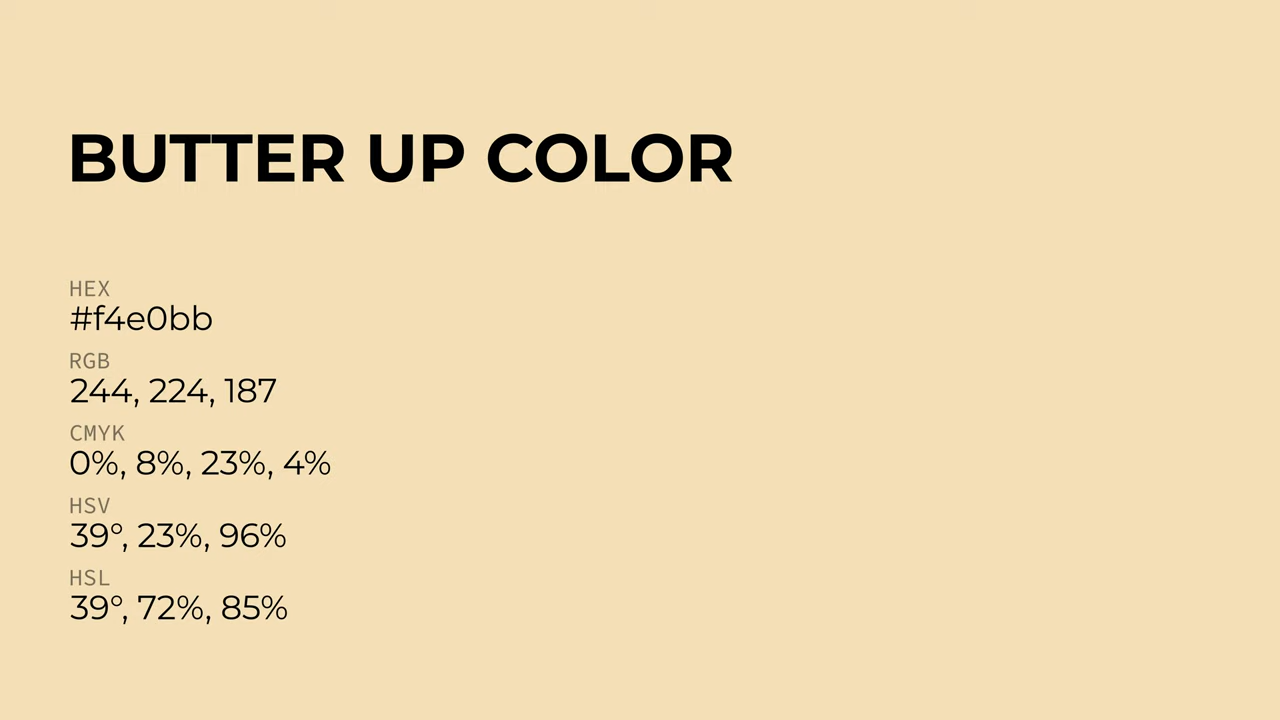 BUTTER UP COLOR
HEX
#f4e0bb
RGB
244, 224, 187
CMYK
0%, 8%, 23%, 4%
HSV
39°, 23%, 96%
HSL
39°, 72%, 85%